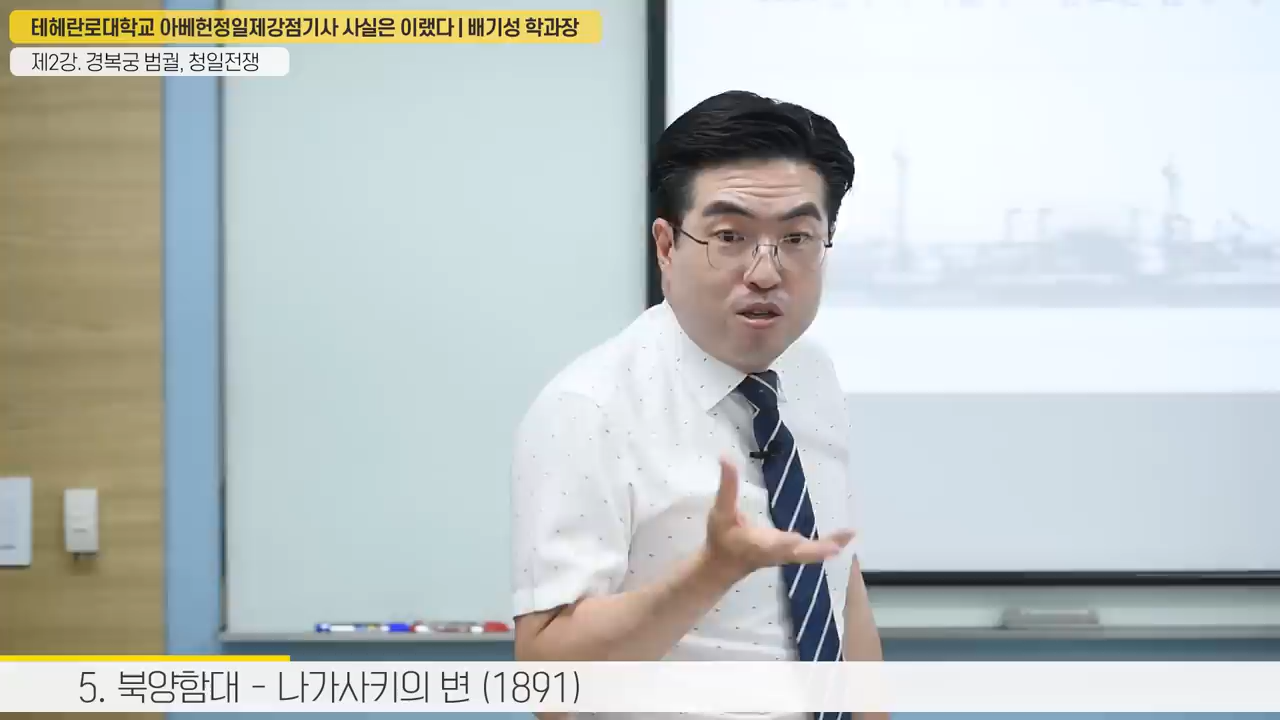 테헤란로대학교 아베헌정일제강점기사 사실은 이랬다 | 배기성 학과장
제2강. 경복궁 범궐, 청일전쟁
5. 북양함대 - 나가사키의 변 (1891)